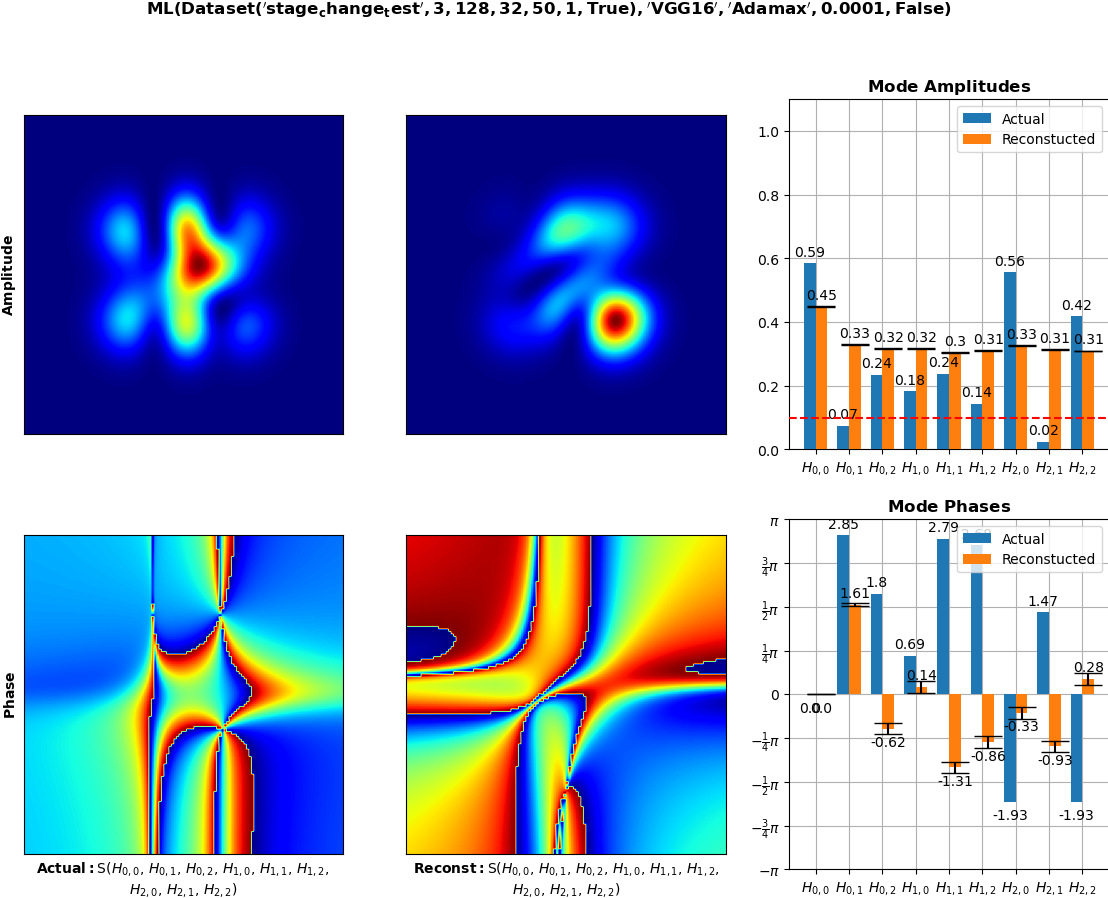 ML(Dataset('stage_change_test', 3, 128, 32, 50, 1, True), 'VGG16', 'Adamax', 0.0001, False)
Mode Amplitudes
Actual
Reconstucted
1.0
0.8
0.6
0.4
0.2
0.0
0.59
0.45
0.07
0.33
0.24
0.32
0.18
0.32
0.24
0.3
0.14
0.31
0.56
0.33
0.02
0.31
0.42
0.31
H0,0 H0,1 H0,2 H1,0 H1,1 H1,2 H2,0 H2,1 H2,2
Amplitude
Mode Phases
Actual
Reconstucted
π
3/4π
1/2π
1/4π
0
−1/4π
−1/2π
−3/4π
−π
0.0
0.0
2.85
1.61
1.8
-0.62
0.69
0.14
2.79
-1.31
-0.86
-1.93
-0.33
1.47
-0.93
-1.93
0.28
H0,0 H0,1 H0,2 H1,0 H1,1 H1,2 H2,0 H2,1 H2,2
Phase
Actual: S(H0,0, H0,1, H0,2, H1,0, H1,1, H1,2,
H2,0, H2,1, H2,2)
Reconst: S(H0,0, H0,1, H0,2, H1,0, H1,1, H1,2,
H2,0, H2,1, H2,2)